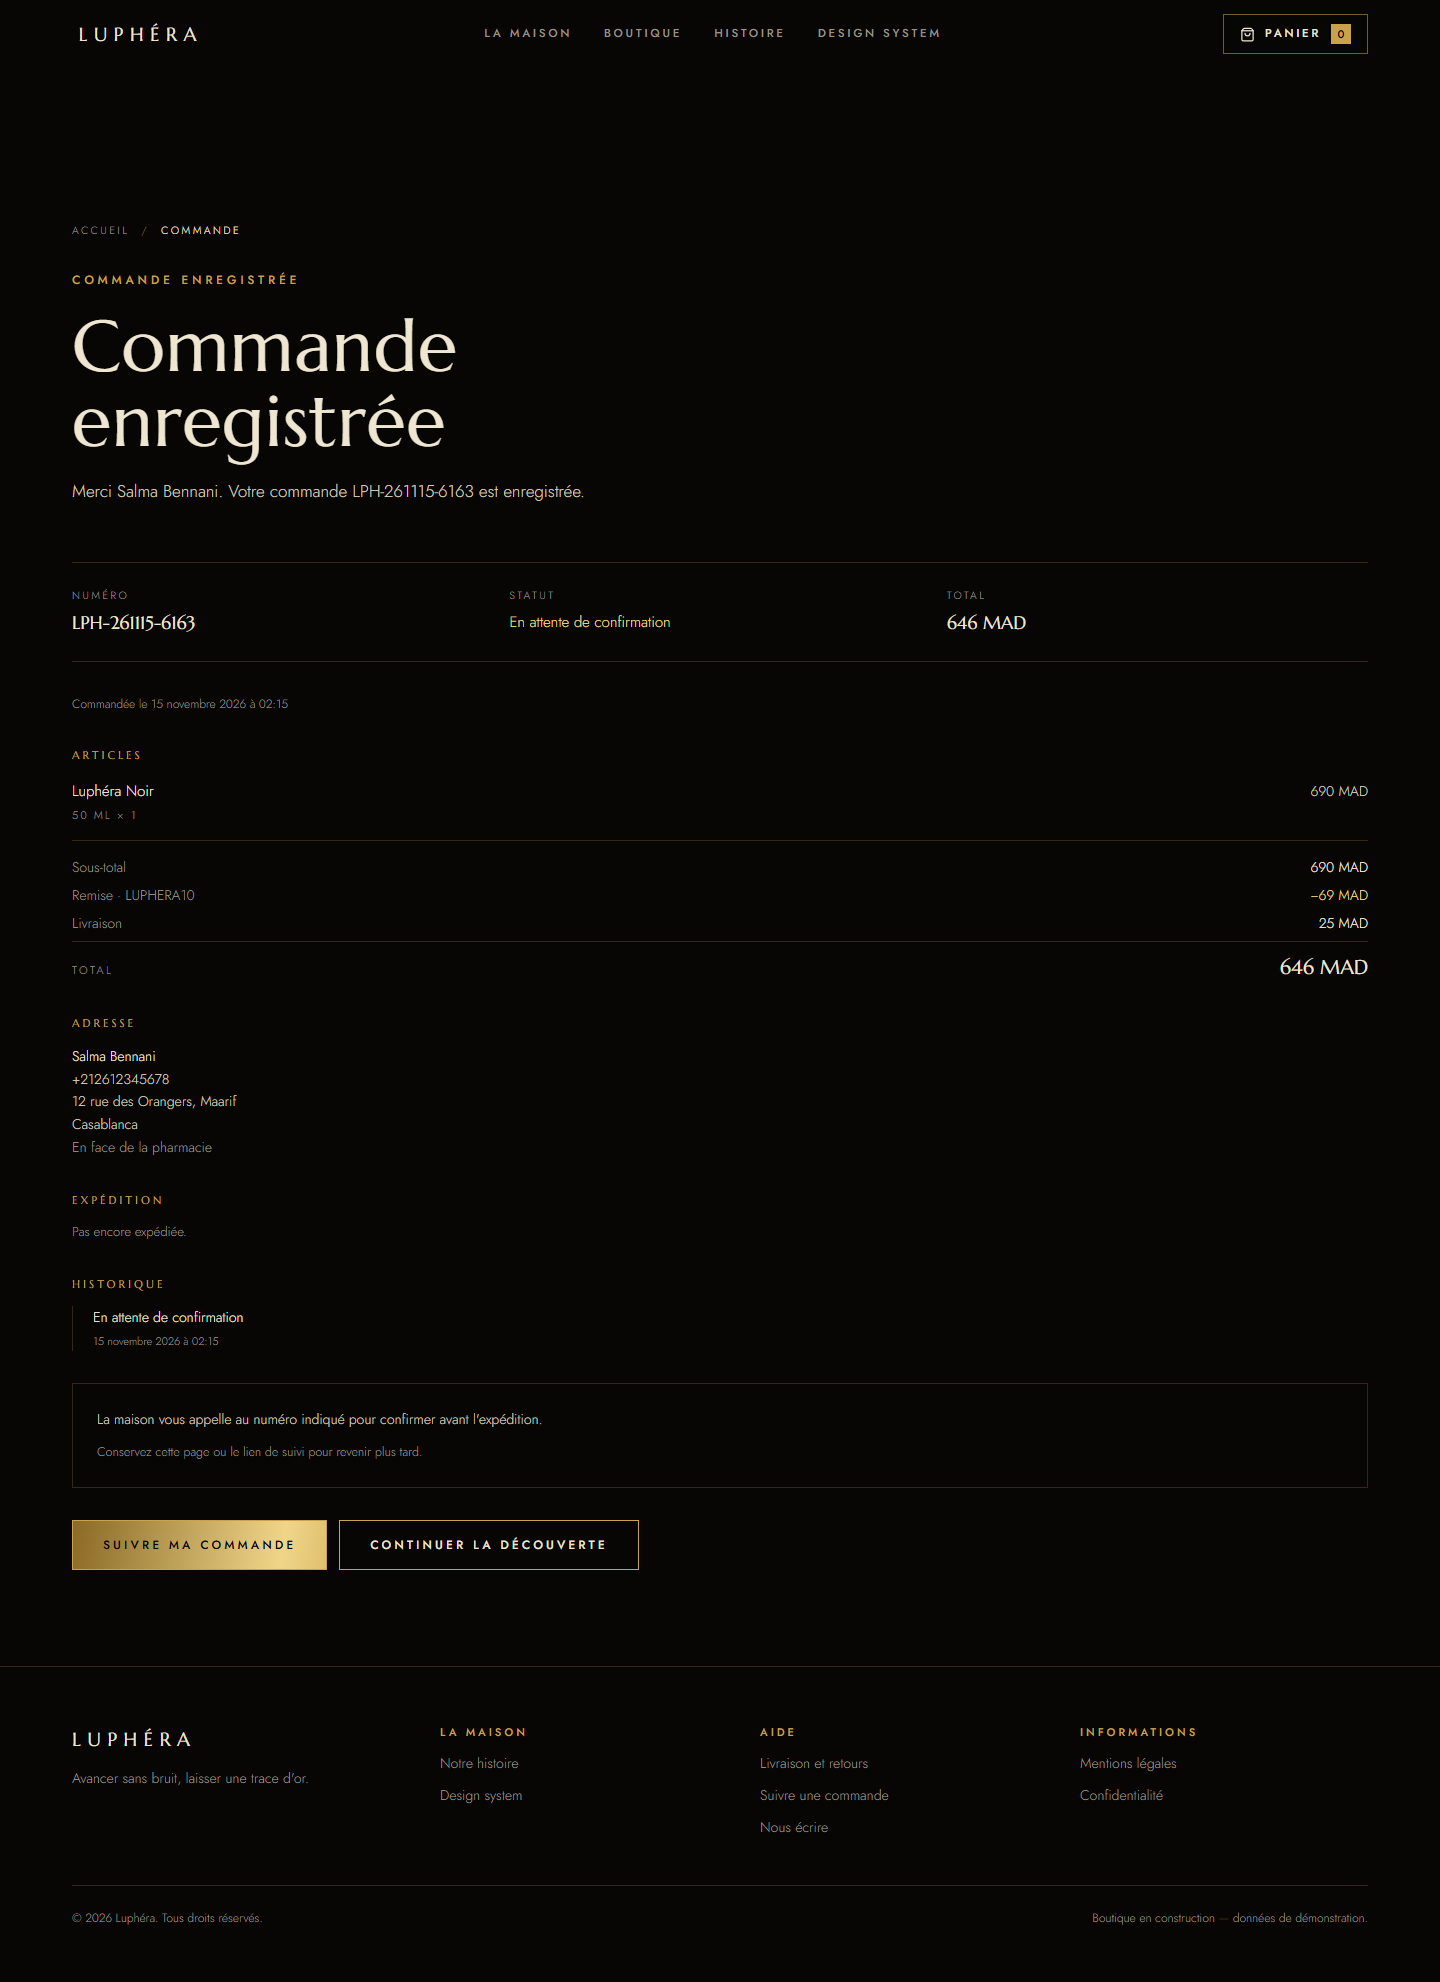 LUPHÉRA
LA MAISON BOUTIQUE HISTOIRE DESIGN SYSTEM
PANIER 0
ACCUEIL / COMMANDE
COMMANDE ENREGISTRÉE
Commande
enregistrée
Merci Salma Bennani. Votre commande LPH-261115-6163 est enregistrée.
NUMÉRO STATUT TOTAL
LPH-261115-6163 En attente de confirmation 646 MAD
Commandée le 15 novembre 2026 à 02:15
ARTICLES
Luphéra Noir 690 MAD
50 ML × 1
Sous-total 690 MAD
Remise · LUPHERA10 −69 MAD
Livraison 25 MAD
TOTAL 646 MAD
ADRESSE
Salma Bennani
+212612345678
12 rue des Orangers, Maarif
Casablanca
En face de la pharmacie
EXPÉDITION
Pas encore expédiée.
HISTORIQUE
En attente de confirmation
15 novembre 2026 à 02:15
La maison vous appelle au numéro indiqué pour confirmer avant l'expédition.
Conservez cette page ou le lien de suivi pour revenir plus tard.
SUIVRE MA COMMANDE CONTINUER LA DÉCOUVERTE
LUPHÉRA
Avancer sans bruit, laisser une trace d'or.
LA MAISON
Notre histoire
Design system
AIDE
Livraison et retours
Suivre une commande
Nous écrire
INFORMATIONS
Mentions légales
Confidentialité
© 2026 Luphéra. Tous droits réservés.
Boutique en construction — données de démonstration.